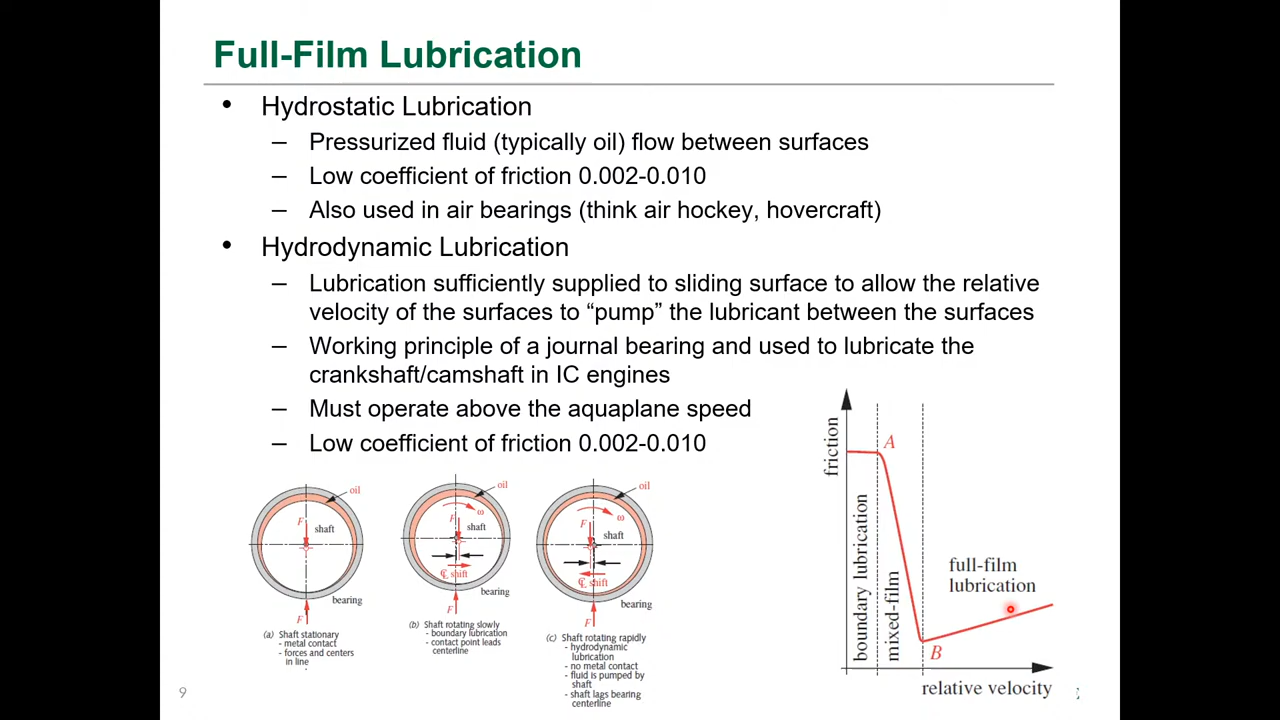 Full-Film Lubrication
• Hydrostatic Lubrication
– Pressurized fluid (typically oil) flow between surfaces
– Low coefficient of friction 0.002-0.010
– Also used in air bearings (think air hockey, hovercraft)
• Hydrodynamic Lubrication
– Lubrication sufficiently supplied to sliding surface to allow the relative
velocity of the surfaces to “pump” the lubricant between the surfaces
– Working principle of a journal bearing and used to lubricate the
crankshaft/camshaft in IC engines
– Must operate above the aquaplane speed
– Low coefficient of friction 0.002-0.010
oil
F
shaft
bearing
F
(a) Shaft stationary
- metal contact
- forces and centers
in line
oil
ω
F
shaft
℄ shift
bearing
F
(b) Shaft rotating slowly
- boundary lubrication
- contact point leads
centerline
oil
ω
F
shaft
℄ shift
bearing
F
(c) Shaft rotating rapidly
- hydrodynamic
lubrication
- no metal contact
- fluid is pumped by
shaft
- shaft lags bearing
centerline
friction
A
boundary lubrication
mixed-film
full-film
lubrication
B
relative velocity
9